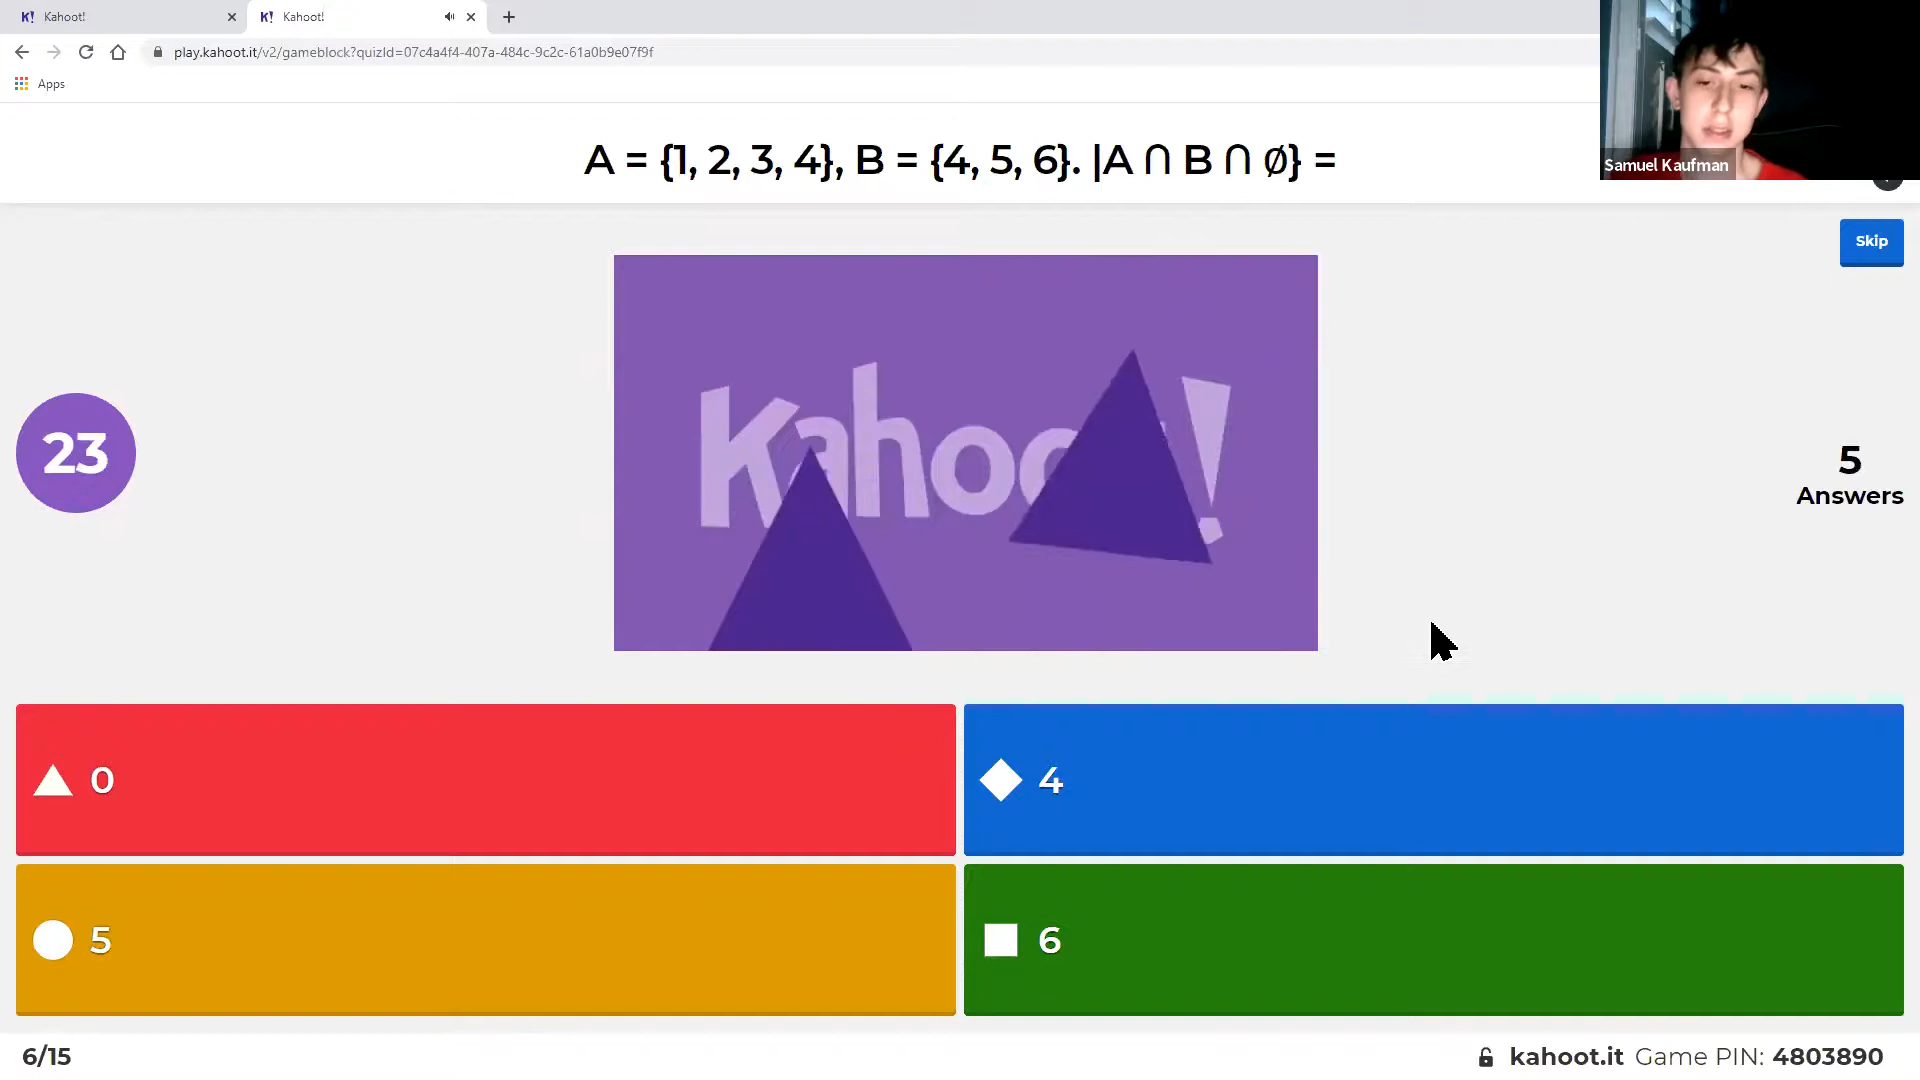 Kahoot!
Kahoot!
play.kahoot.it/v2/gameblock?quizId=07c4a4f4-407a-484c-9c2c-61a0b9e07f9f
Apps
A = {1, 2, 3, 4}, B = {4, 5, 6}. |A ∩ B ∩ ∅} =
Samuel Kaufman
Skip
23
Kahoo!
5
Answers
0
4
5
6
6/15
kahoot.it Game PIN: 4803890